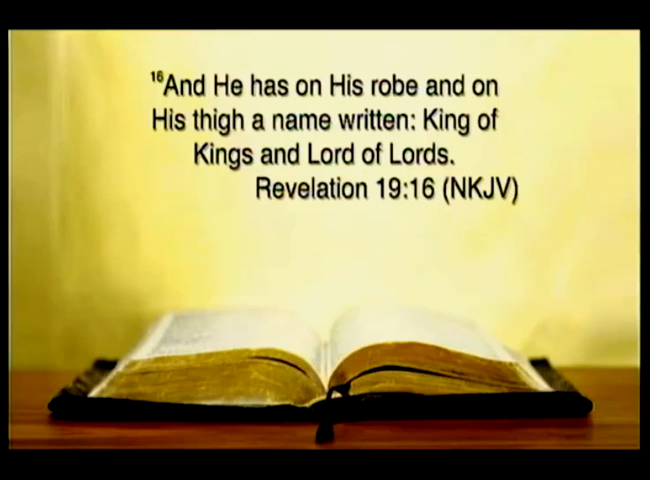 16And He has on His robe and on
His thigh a name written: King of
Kings and Lord of Lords.
Revelation 19:16 (NKJV)